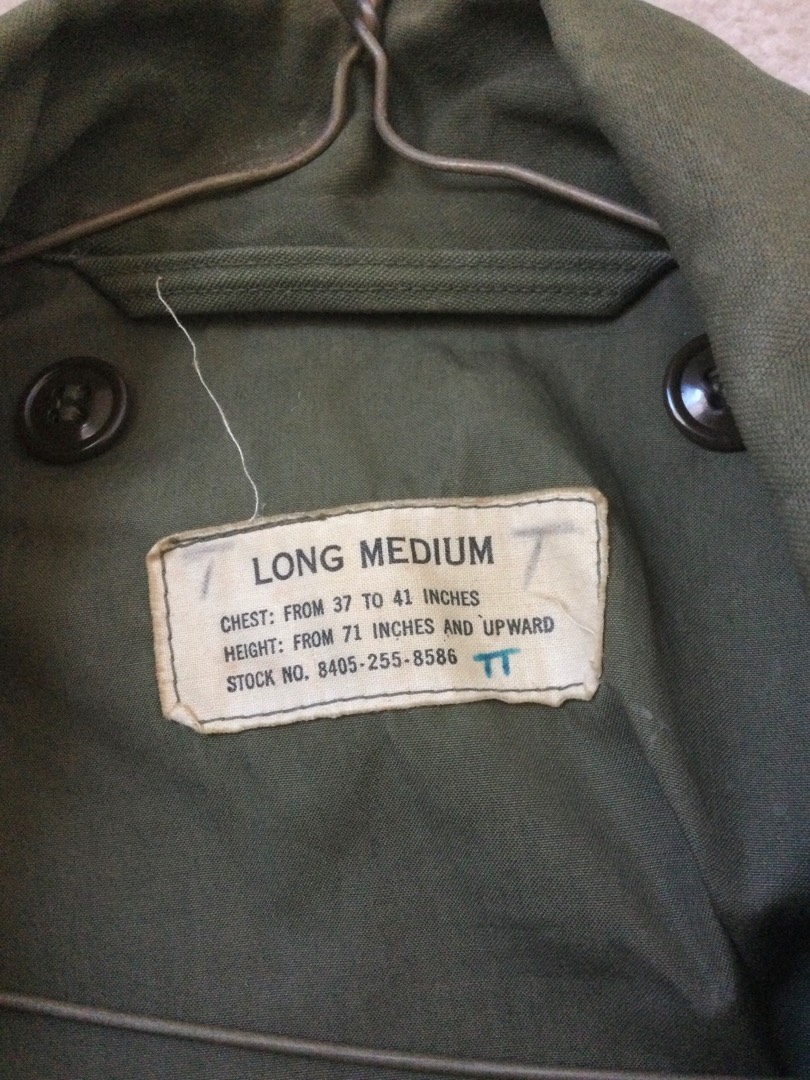 T LONG MEDIUM T
CHEST: FROM 37 TO 41 INCHES
HEIGHT: FROM 71 INCHES AND UPWARD
STOCK NO. 8405-255-8586 TT